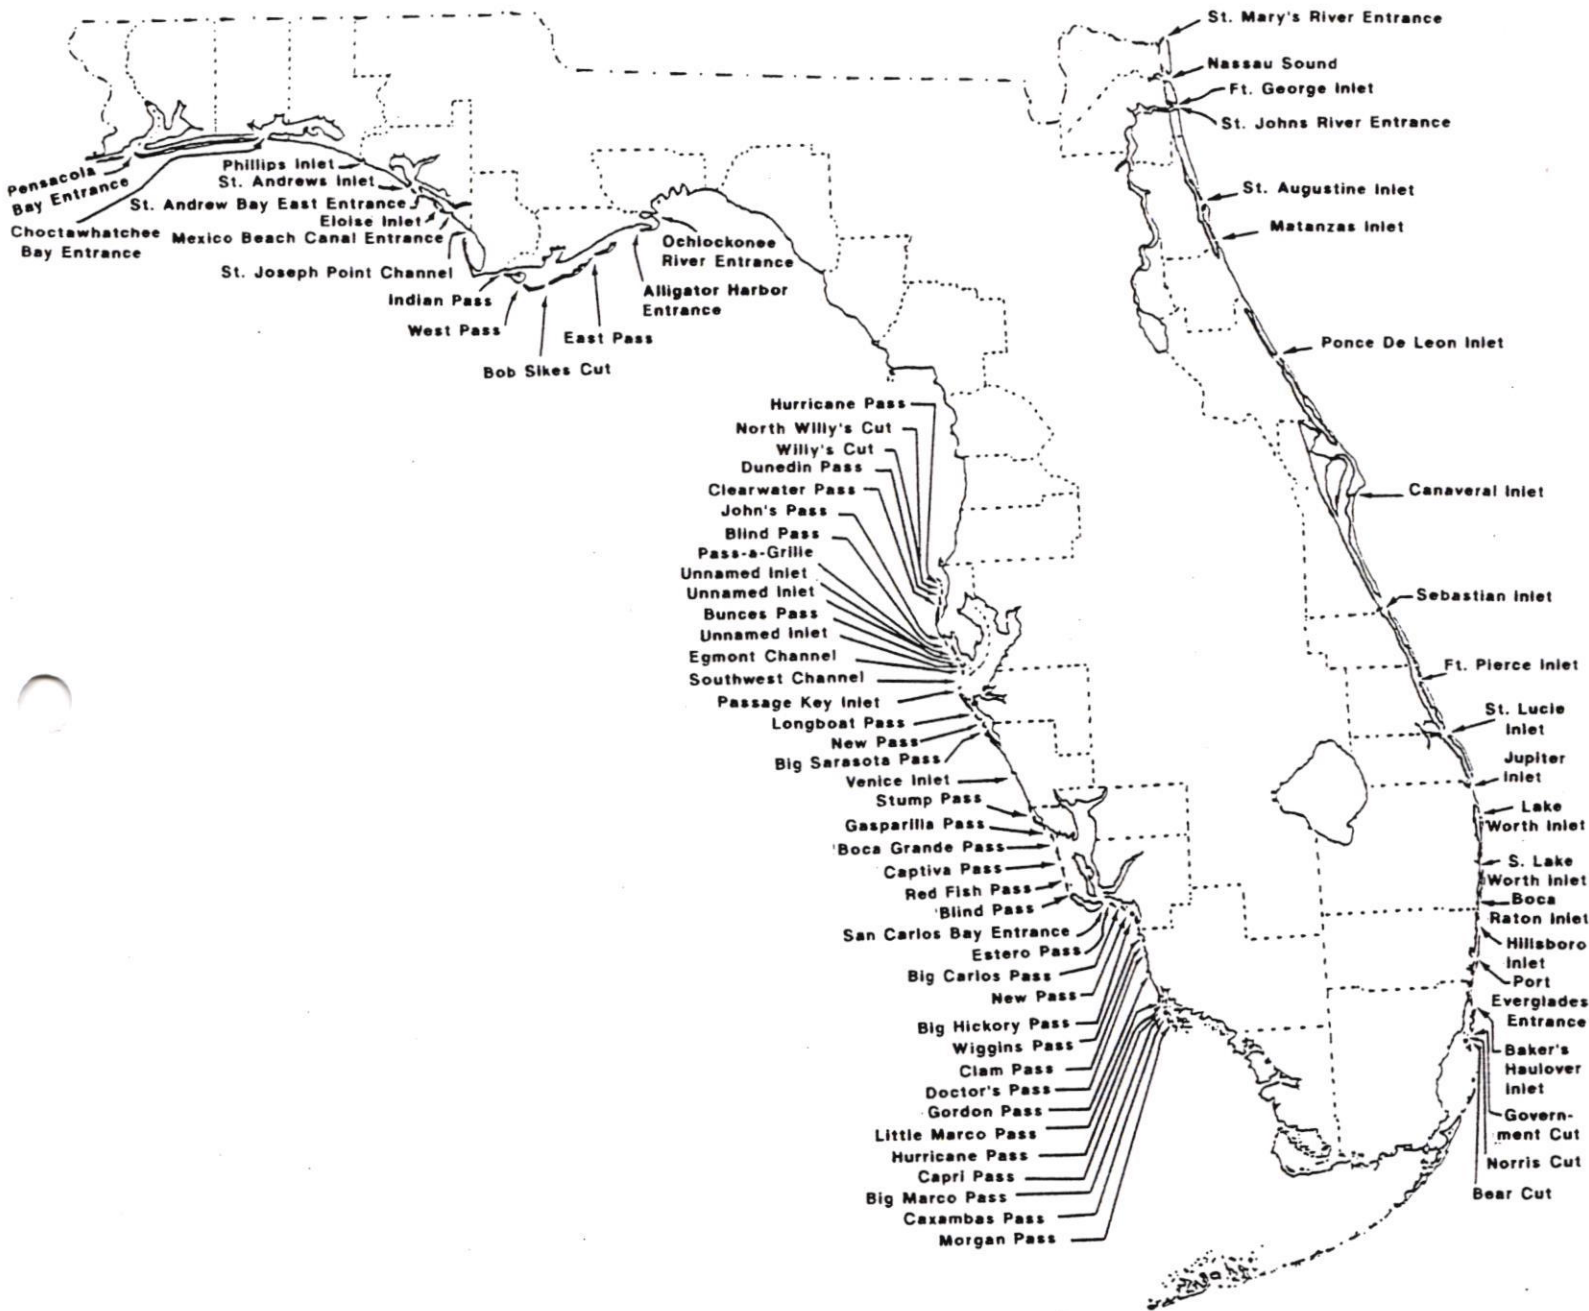 St. Mary's River Entrance
Nassau Sound
Ft. George Inlet
St. Johns River Entrance
St. Augustine Inlet
Matanzas Inlet
Ponce De Leon Inlet
Canaveral Inlet
Sebastian Inlet
Ft. Pierce Inlet
St. Lucie
Inlet
Jupiter
Inlet
Lake
Worth Inlet
S. Lake
Worth Inlet
Boca
Raton Inlet
Hillsboro
Inlet
Port
Everglades
Entrance
Baker's
Haulover
Inlet
Govern-
ment Cut
Norris Cut
Bear Cut
Pensacola
Bay Entrance
Choctawhatchee
Bay Entrance
Phillips Inlet
St. Andrews Inlet
St. Andrew Bay East Entrance
Eloise Inlet
Mexico Beach Canal Entrance
St. Joseph Point Channel
Indian Pass
West Pass
Bob Sikes Cut
East Pass
Alligator Harbor
Entrance
Ochlockonee
River Entrance
Hurricane Pass
North Willy's Cut
Willy's Cut
Dunedin Pass
Clearwater Pass
John's Pass
Blind Pass
Pass-a-Grille
Unnamed Inlet
Unnamed Inlet
Bunces Pass
Unnamed Inlet
Egmont Channel
Southwest Channel
Passage Key Inlet
Longboat Pass
New Pass
Big Sarasota Pass
Venice Inlet
Stump Pass
Gasparilla Pass
Boca Grande Pass
Captiva Pass
Red Fish Pass
Blind Pass
San Carlos Bay Entrance
Estero Pass
Big Carlos Pass
New Pass
Big Hickory Pass
Wiggins Pass
Clam Pass
Doctor's Pass
Gordon Pass
Little Marco Pass
Hurricane Pass
Capri Pass
Big Marco Pass
Caxambas Pass
Morgan Pass